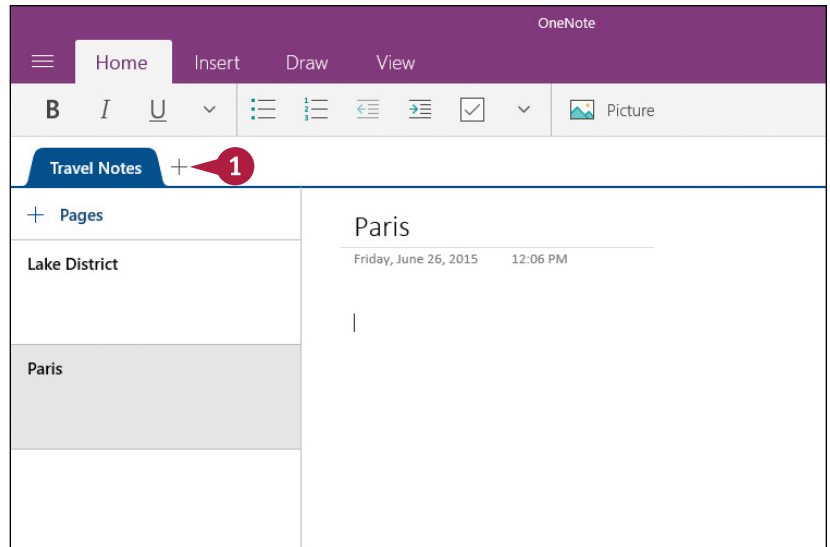 OneNote
Home Insert Draw View
B I U Picture
Travel Notes + 1
+ Pages
Paris
Friday, June 26, 2015 12:06 PM
Lake District
Paris